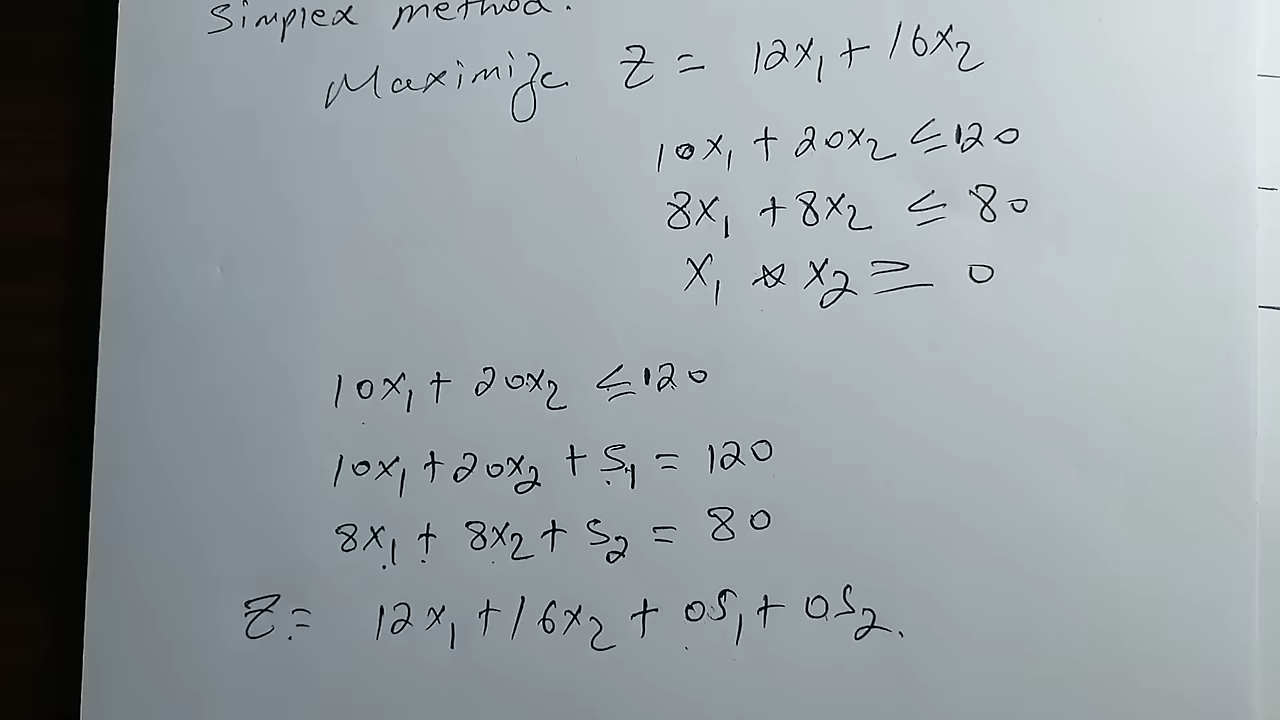 Simplex method.
Maximize Z = 12x₁ + 16x₂
10x₁ + 20x₂ ≤ 120
8x₁ + 8x₂ ≤ 80
x₁ & x₂ ≥ 0
10x₁ + 20x₂ ≤ 120
10x₁ + 20x₂ + S₁ = 120
8x₁ + 8x₂ + S₂ = 80
Z = 12x₁ + 16x₂ + 0S₁ + 0S₂.